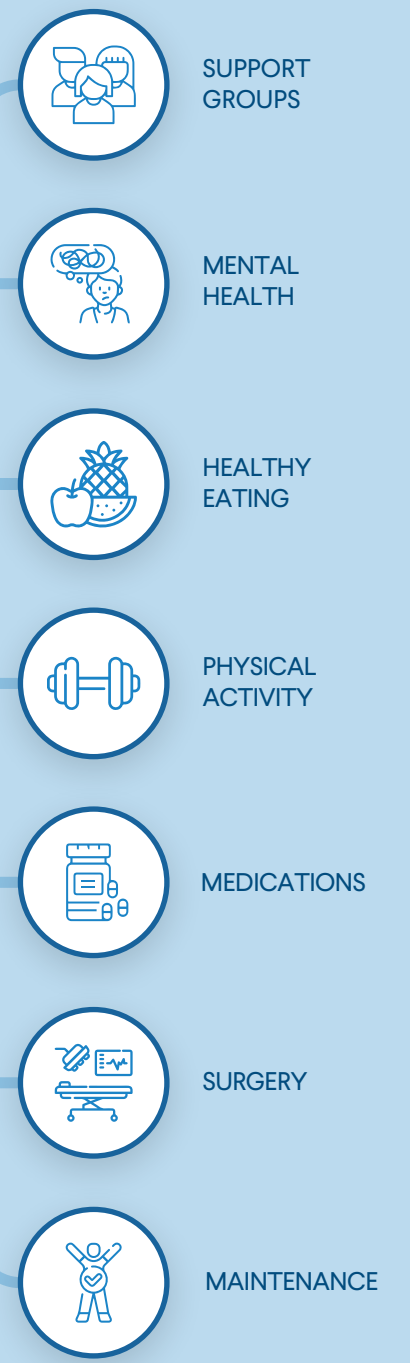 SUPPORT
GROUPS
MENTAL
HEALTH
HEALTHY
EATING
PHYSICAL
ACTIVITY
MEDICATIONS
SURGERY
MAINTENANCE